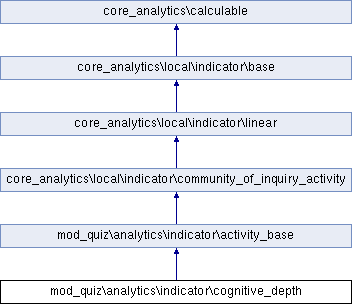 core_analytics\calculable
core_analytics\local\indicator\base
core_analytics\local\indicator\linear
core_analytics\local\indicator\community_of_inquiry_activity
mod_quiz\analytics\indicator\activity_base
mod_quiz\analytics\indicator\cognitive_depth